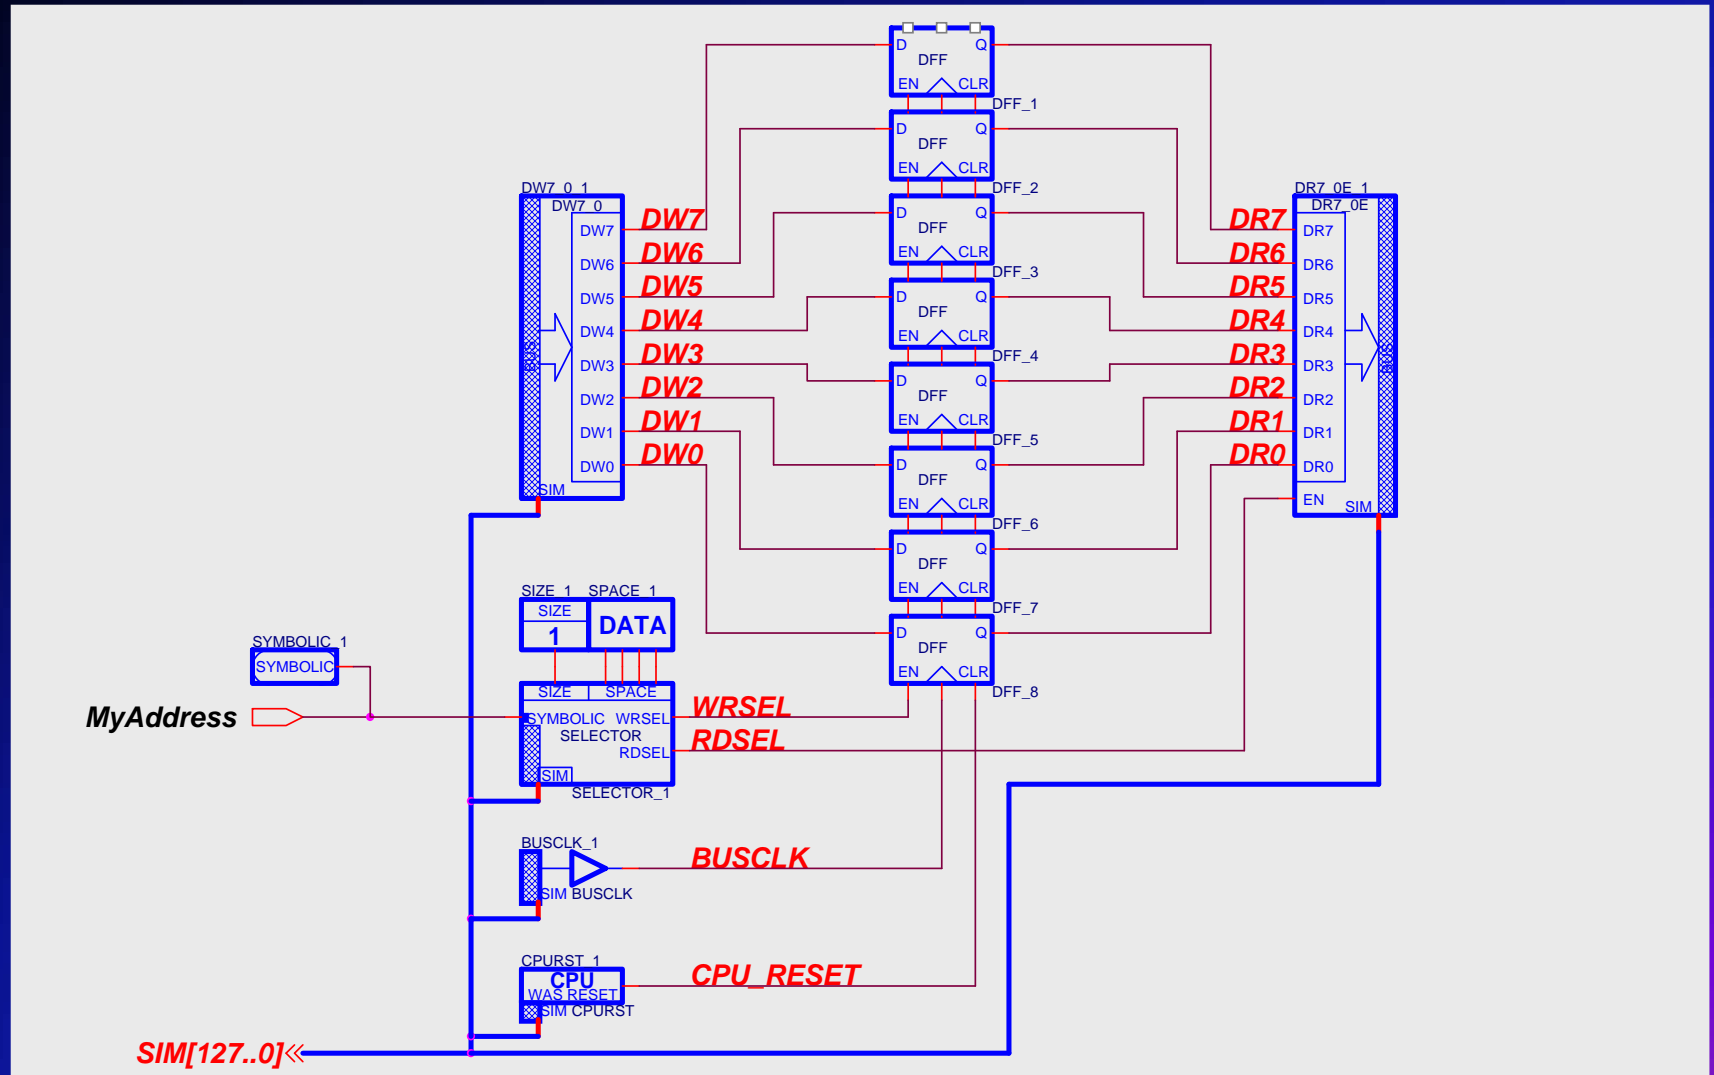 D Q
DFF
EN CLR
DFF_1
D Q
DFF
EN CLR
DFF_2
D Q
DFF
EN CLR
DFF_3
D Q
DFF
EN CLR
DFF_4
D Q
DFF
EN CLR
DFF_5
D Q
DFF
EN CLR
DFF_6
D Q
DFF
EN CLR
DFF_7
D Q
DFF
EN CLR
DFF_8
DW7_0_1
DW7_0
DW7 DW7
DW6 DW6
DW5 DW5
DW4 DW4
BUS
DW3 DW3
DW2 DW2
DW1 DW1
DW0 DW0
SIM
DR7_0E_1
DR7_0E
DR7 DR7
DR6 DR6
DR5 DR5
DR4 DR4
BUS
DR3 DR3
DR2 DR2
DR1 DR1
DR0 DR0
EN
SIM
SIZE_1 SPACE_1
SIZE
1 DATA
SYMBOLIC_1
SYMBOLIC
SIZE SPACE
MyAddress
SYMBOLIC WRSEL WRSEL
SELECTOR
RDSEL RDSEL
SIM
SELECTOR_1
BUSCLK_1
BUSCLK
SIM BUSCLK
CPURST_1
CPU
WAS RESET
CPU_RESET
SIM CPURST
SIM[127..0]